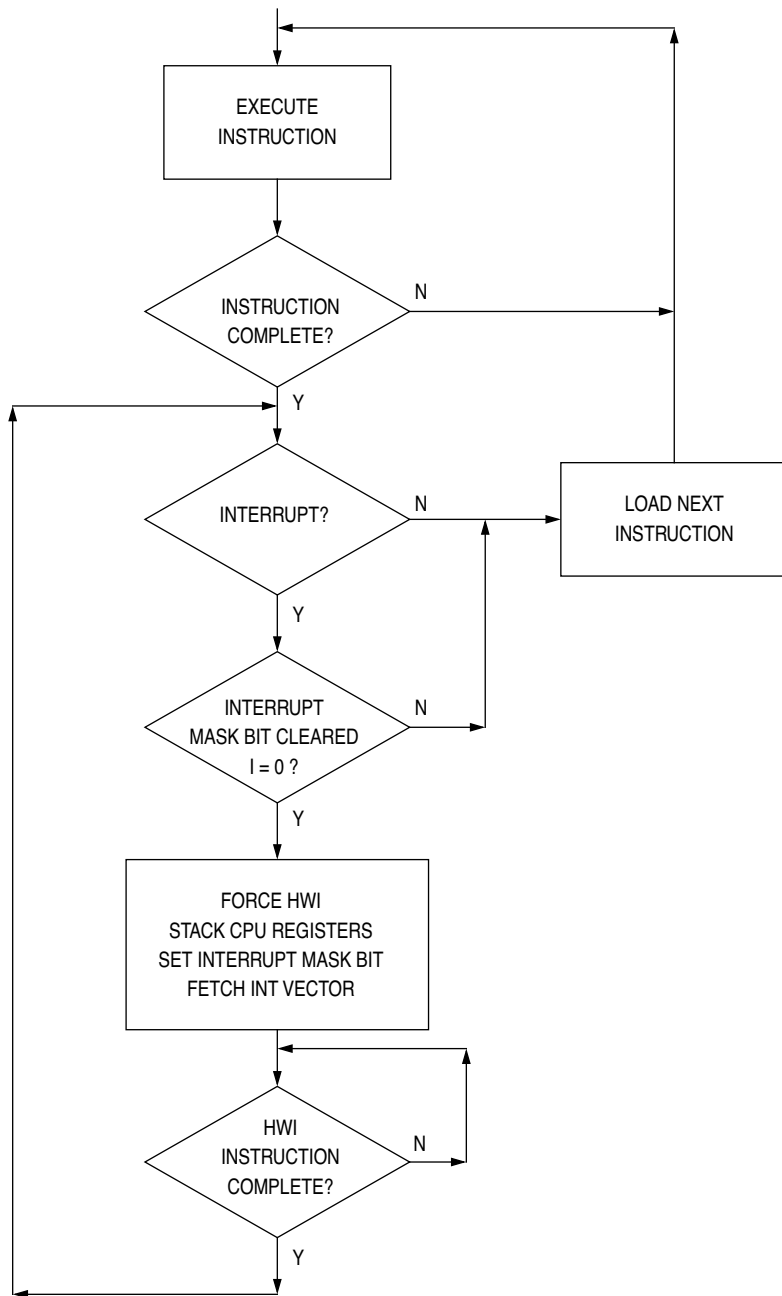 EXECUTE
INSTRUCTION
INSTRUCTION
COMPLETE?
N
Y
INTERRUPT?
N
LOAD NEXT
INSTRUCTION
Y
INTERRUPT
MASK BIT CLEARED
I = 0 ?
N
Y
FORCE HWI
STACK CPU REGISTERS
SET INTERRUPT MASK BIT
FETCH INT VECTOR
HWI
INSTRUCTION
COMPLETE?
N
Y